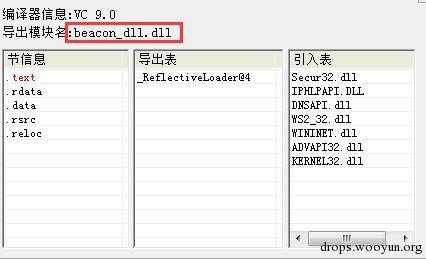 编译器信息:VC 9.0
导出模块名:beacon_dll.dll
节信息
.text
.rdata
.data
.rsrc
.reloc
导出表
_ReflectiveLoader@4
引入表
Secur32.dll
IPHLPAPI.DLL
DNSAPI.dll
WS2_32.dll
WININET.dll
ADVAPI32.dll
KERNEL32.dll
drops.wooyun.org